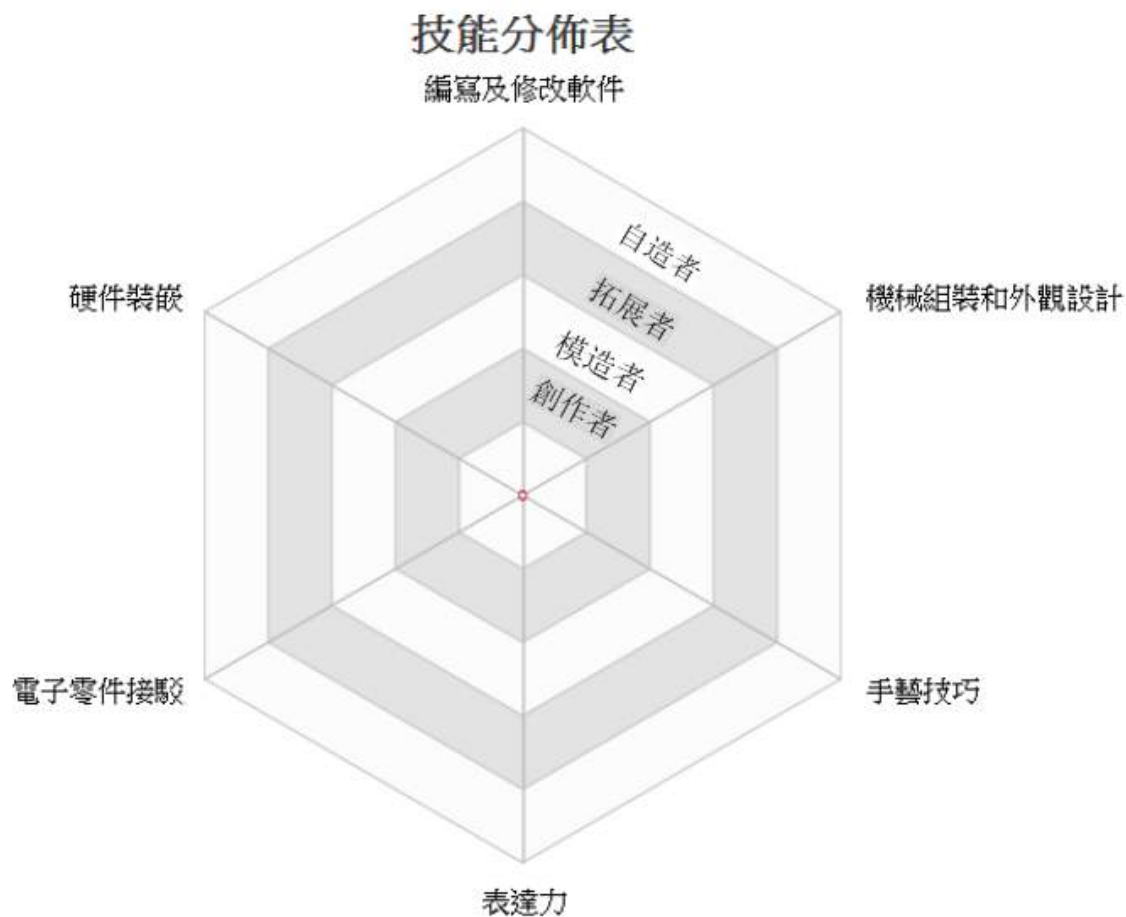 技能分佈表
編寫及修改軟件
自造者
硬件裝嵌
機械組裝和外觀設計
拓展者
模造者
創作者
電子零件接駁
手藝技巧
表達力